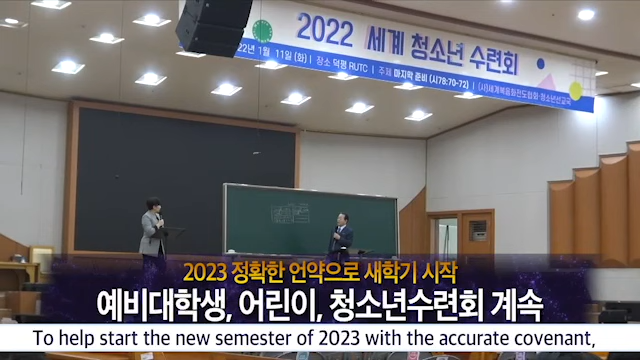 2022 세계 청소년 수련회
22년 1월 11일 (화) | 장소 덕평 RUTC | 주제 마지막 준비 (시78:70-72) | (사)세계복음화전도협회·청소년선교국
2023 정확한 언약으로 새학기 시작
예비대학생, 어린이, 청소년수련회 계속
To help start the new semester of 2023 with the accurate covenant,